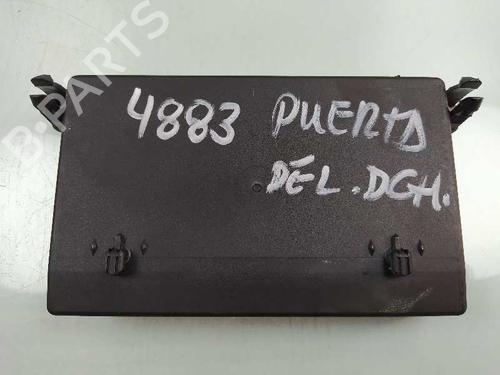 B-PARTS
4883 PUERTA
DEL. DCH.